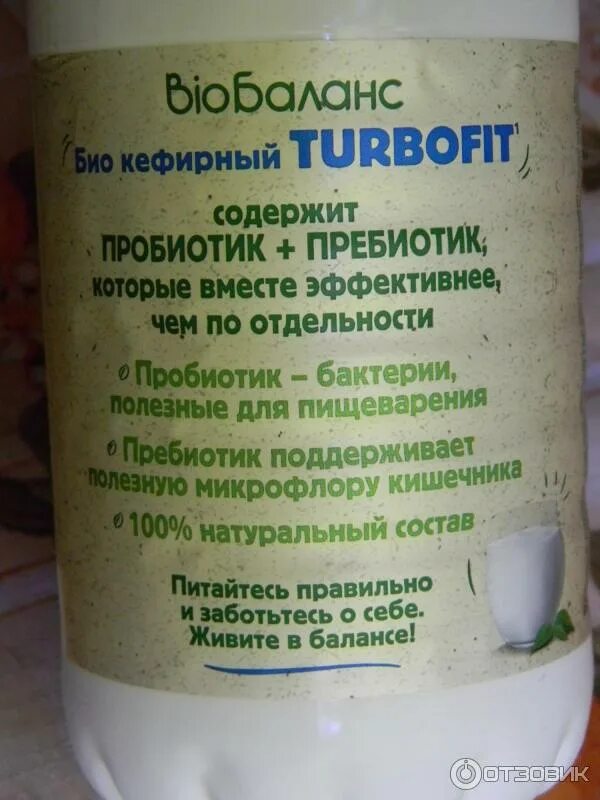 Bioбаланс
Био кефирный TURBOFIT¹
содержит
ПРОБИОТИК + ПРЕБИОТИК,
которые вместе эффективнее,
чем по отдельности
Пробиотик – бактерии,
полезные для пищеварения
Пребиотик поддерживает
полезную микрофлору кишечника
100% натуральный состав
Питайтесь правильно
и заботьтесь о себе.
Живите в балансе!
ОТЗОВИК